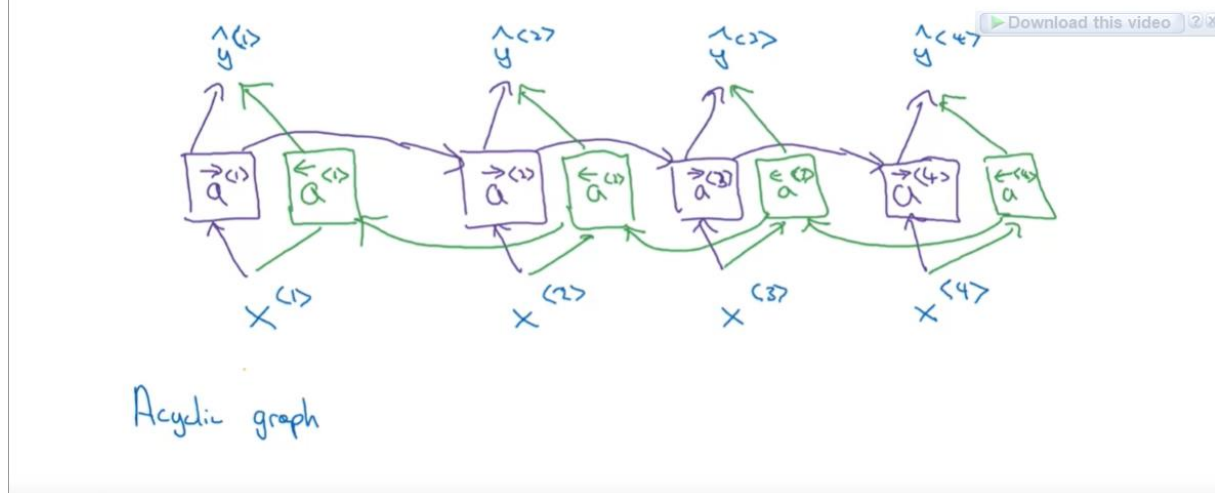 ŷ<1> ŷ<2> ŷ<3> ŷ<4>
Download this video
a→<1> a←<1> a→<2> a←<2> a→<3> a←<3> a→<4> a←<4>
x<1> x<2> x<3> x<4>
Acyclic graph